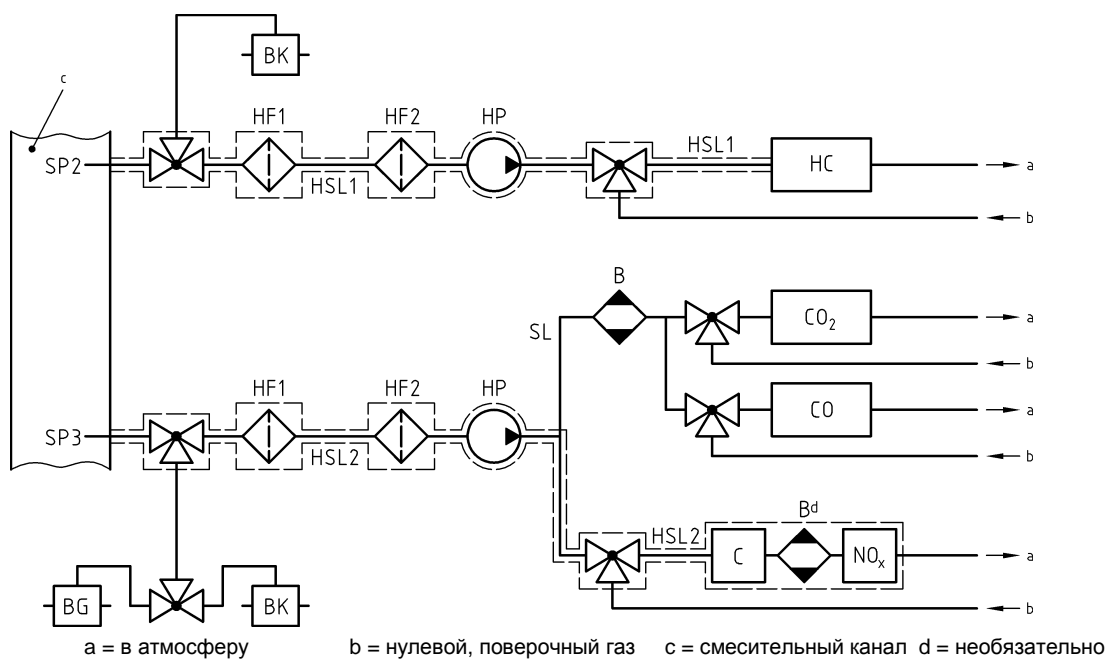 BK
c
HF1 HF2 HP
HSL1
SP2 HC a
HSL1
b
B
SL CO₂ a
b
HF1 HF2 HP
CO a
SP3
HSL2 b
Bᵈ
HSL2
C NOₓ a
BG BK b
a = в атмосферу b = нулевой, поверочный газ c = смесительный канал d = необязательно